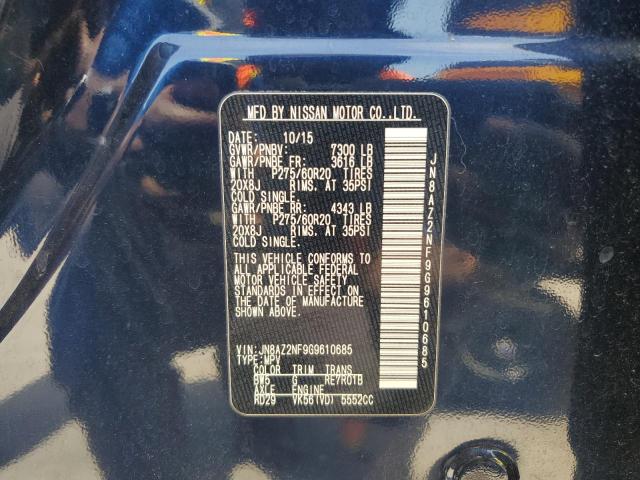 MFD BY NISSAN MOTOR CO.,LTD.
DATE: 10/15
GVWR/PNBV: 7300 LB
GAWR/PNBE FR: 3616 LB
WITH P275/60R20 TIRES
20X8J RIMS. AT 35PSI
COLD SINGLE.
GAWR/PNBE RR: 4343 LB
WITH P275/60R20 TIRES
20X8J RIMS. AT 35PSI
COLD SINGLE.
THIS VEHICLE CONFORMS TO
ALL APPLICABLE FEDERAL
MOTOR VEHICLE SAFETY
STANDARDS IN EFFECT ON
THE DATE OF MANUFACTURE
SHOWN ABOVE.
VIN: JN8AZ2NF9G9610685
TYPE: MPV
COLOR TRIM TRANS
BW5 G RE7R01B
AXLE ENGINE
RD29 VK56(VD) 5552CC
JN8AZ2NF9G9610685